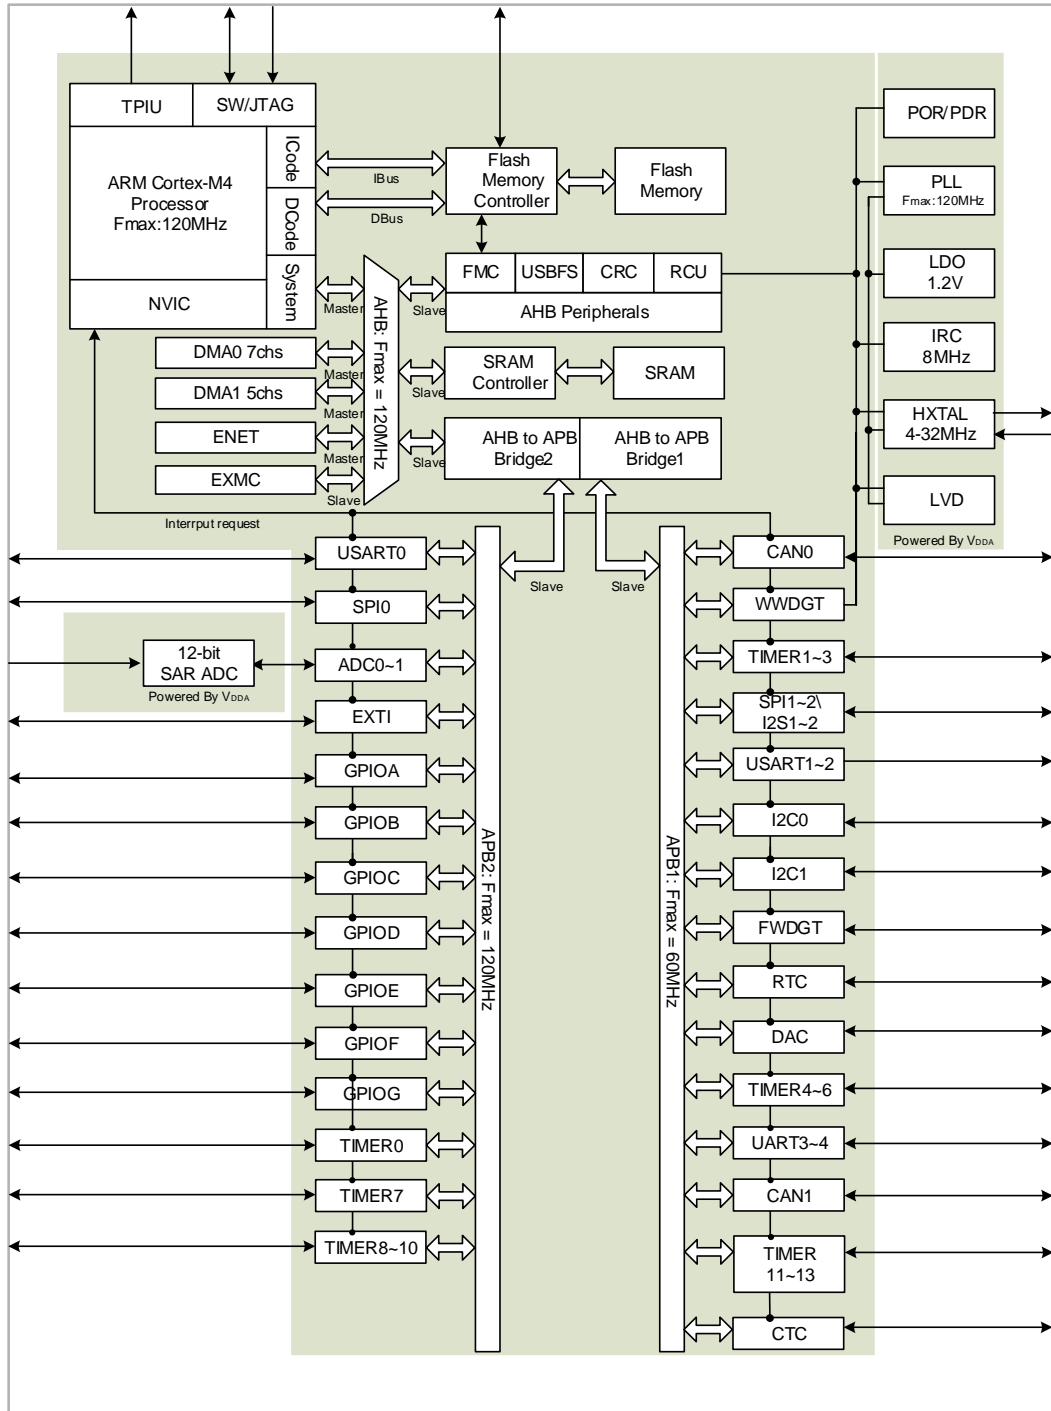 TPIU
SW/JTAG
POR/PDR
ICode
ARM Cortex-M4
Processor
Fmax:120MHz
IBus
Flash
Memory
Controller
Flash
Memory
PLL
Fmax:120MHz
DCode
DBus
System
NVIC
Master
AHB: Fmax = 120MHz
Slave
FMC
USBFS
CRC
RCU
AHB Peripherals
LDO
1.2V
DMA0 7chs
Master
SRAM
Controller
SRAM
IRC
8MHz
DMA1 5chs
Master
Slave
ENET
Master
Slave
AHB to APB
Bridge2
AHB to APB
Bridge1
HXTAL
4-32MHz
EXMC
Slave
LVD
Interrput request
Powered By VDDA
USART0
Slave
Slave
CAN0
SPI0
WWDGT
12-bit
SAR ADC
Powered By VDDA
ADC0~1
TIMER1~3
EXTI
SPI1~2\
I2S1~2
GPIOA
USART1~2
GPIOB
APB2: Fmax = 120MHz
APB1: Fmax = 60MHz
I2C0
GPIOC
I2C1
GPIOD
FWDGT
GPIOE
RTC
GPIOF
DAC
GPIOG
TIMER4~6
TIMER0
UART3~4
TIMER7
CAN1
TIMER8~10
TIMER
11~13
CTC